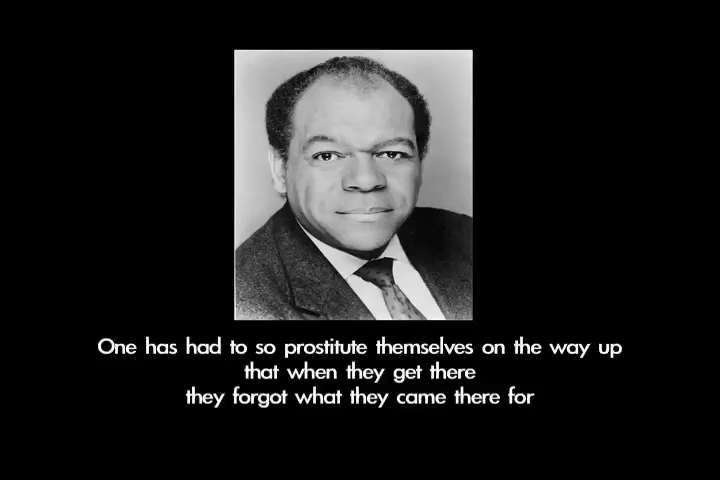 One has had to so prostitute themselves on the way up
that when they get there
they forgot what they came there for